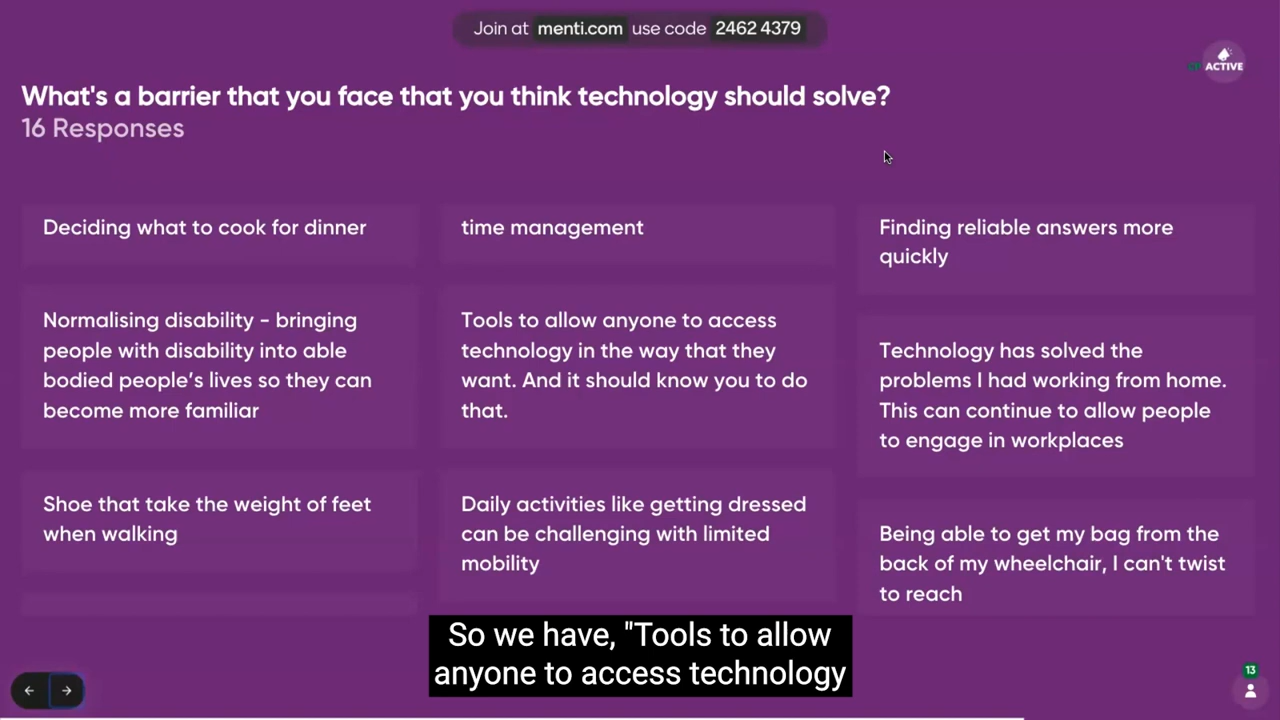 Join at menti.com use code 2462 4379
ACTIVE
What's a barrier that you face that you think technology should solve?
16 Responses
Deciding what to cook for dinner
Normalising disability - bringing
people with disability into able
bodied people's lives so they can
become more familiar
Shoe that take the weight of feet
when walking
time management
Tools to allow anyone to access
technology in the way that they
want. And it should know you to do
that.
Daily activities like getting dressed
can be challenging with limited
mobility
Finding reliable answers more
quickly
Technology has solved the
problems I had working from home.
This can continue to allow people
to engage in workplaces
Being able to get my bag from the
back of my wheelchair, I can't twist
to reach
So we have, "Tools to allow
anyone to access technology
13